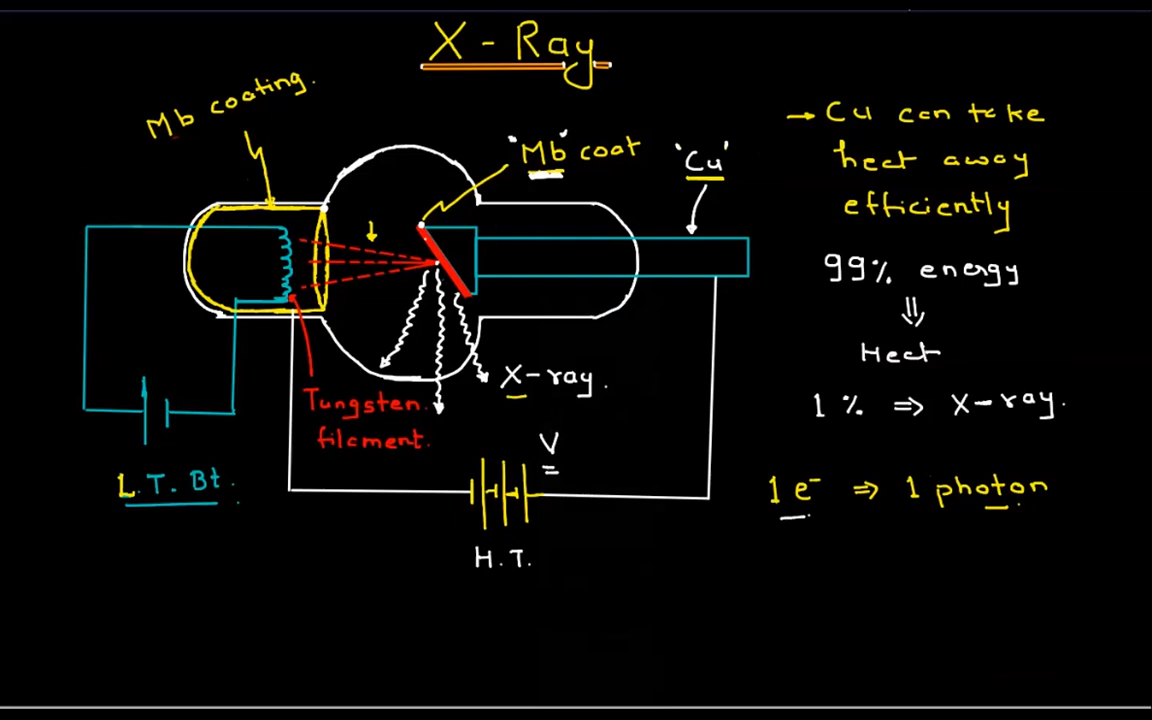 X - Ray
Mb coating.
"Mb" coat
'Cu'
→ Cu can take
heat away
efficiently
99% energy
⇓
Heat
1 % ⇒ X-ray.
X-ray.
Tungsten.
filament.
V
L.T. Bt.
H.T.
1 e⁻ ⇒ 1 photon